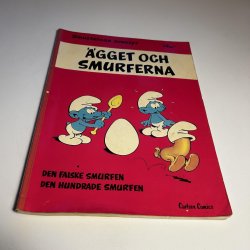 ÄGGET OCH
SMURFERNA
DEN FALSKE SMURFEN
DEN HUNDRADE SMURFEN
Carlsen Comics